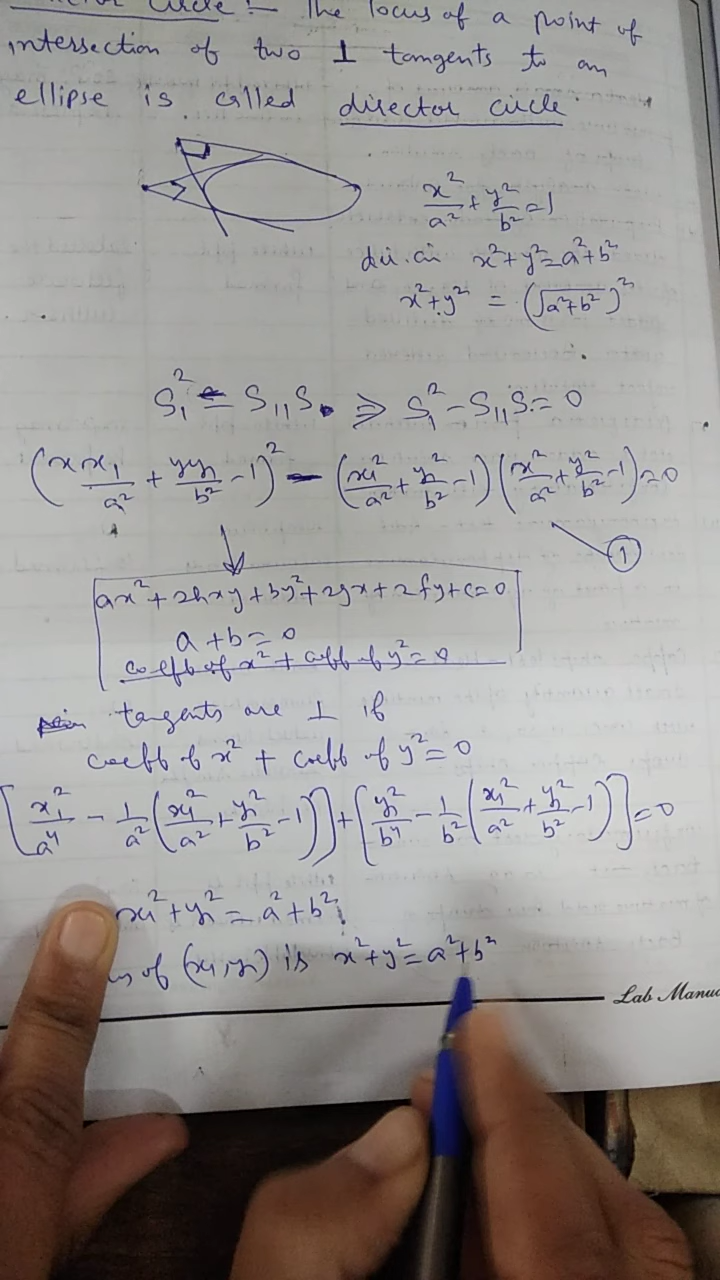 Circle :- The locus of a point of
intersection of two ⊥ tangents to an
ellipse is called director circle.
x²/a² + y²/b² = 1
dir. cir x²+y²=a²+b²
x²+y² = (√a²+b²)²
S₁² = S₁₁S. ⇒ S₁² - S₁₁S. = 0
(xx₁/a² + yy₁/b² - 1)² - (x₁²/a² + y₁²/b² - 1)(x²/a² + y²/b² - 1) = 0
①
ax²+2hxy+by²+2gx+2fy+c=0
a+b=0
coeff of x² + coeff of y² = 0
tangents are ⊥ if
coeff of x² + coeff of y² = 0
[x₁²/a⁴ - 1/a² (x₁²/a² + y₁²/b² - 1)] + [y₁²/b⁴ - 1/b² (x₁²/a² + y₁²/b² - 1)] = 0
x₁²+y₁² = a²+b²
of (x₁,y₁) is x²+y²=a²+b²
Lab Manua